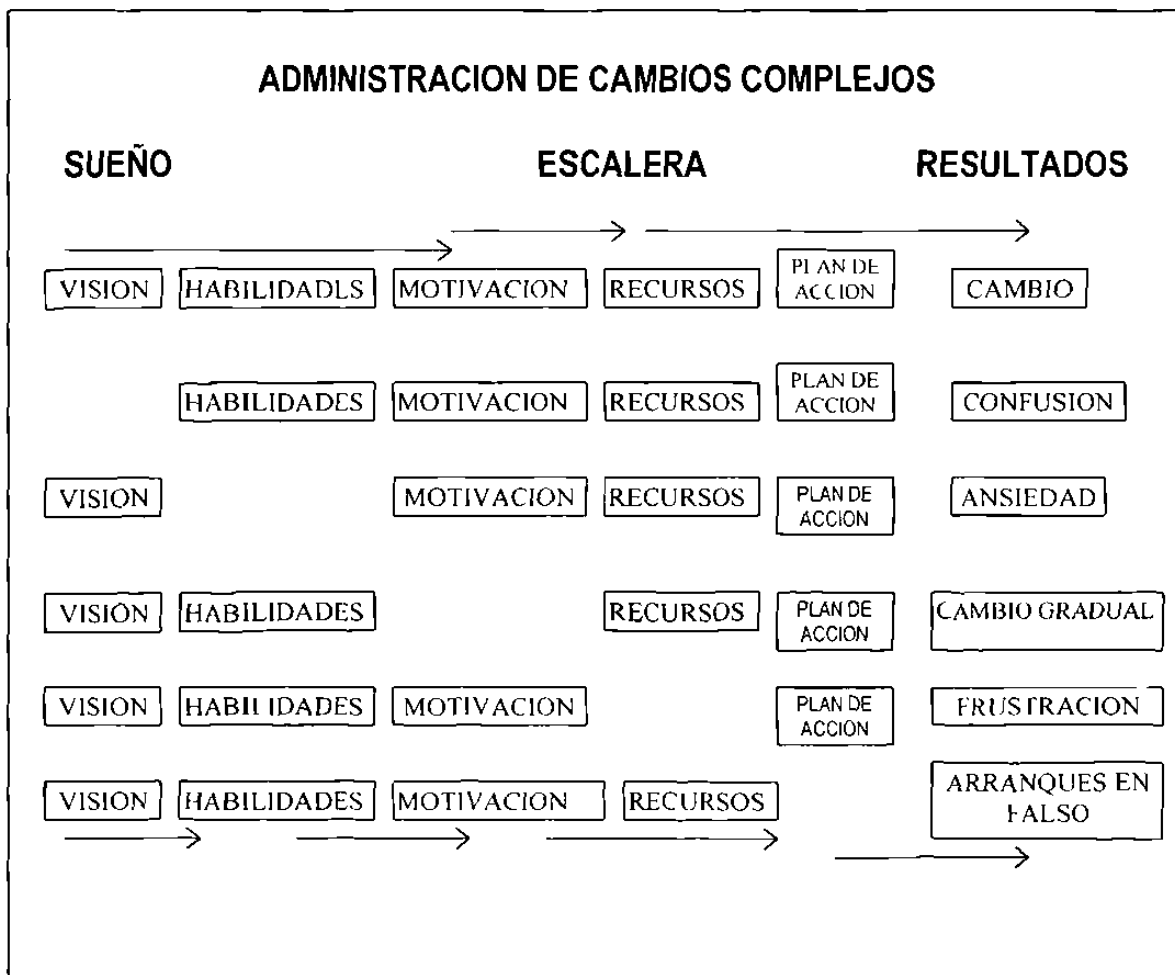 ADMINISTRACION DE CAMBIOS COMPLEJOS
SUEÑO ESCALERA RESULTADOS
VISION HABILIDADLS MOTIVACION RECURSOS PLAN DE ACCION CAMBIO
HABILIDADES MOTIVACION RECURSOS PLAN DE ACCION CONFUSION
VISION MOTIVACION RECURSOS PLAN DE ACCION ANSIEDAD
VISION HABILIDADES RECURSOS PLAN DE ACCION CAMBIO GRADUAL
VISION HABILIDADES MOTIVACION PLAN DE ACCION FRUSTRACION
VISION HABILIDADES MOTIVACION RECURSOS ARRANQUES EN FALSO